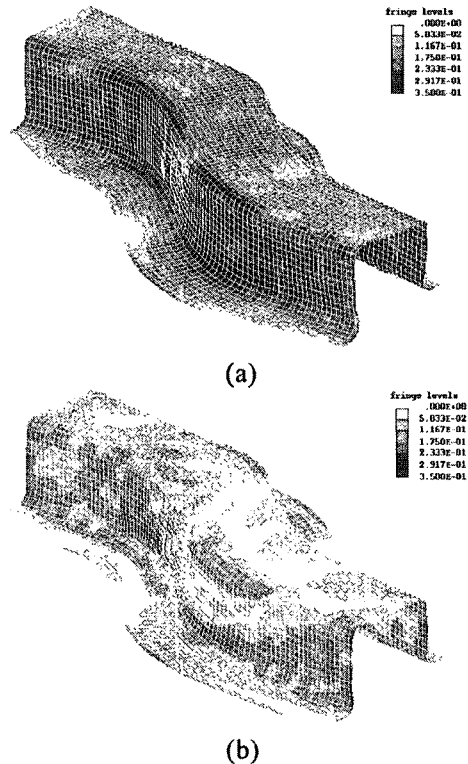 fringe levels
.000E+00
5.833E-02
1.167E-01
1.750E-01
2.333E-01
2.917E-01
3.500E-01
(a)
fringe levels
.000E+00
5.833E-02
1.167E-01
1.750E-01
2.333E-01
2.917E-01
3.500E-01
(b)